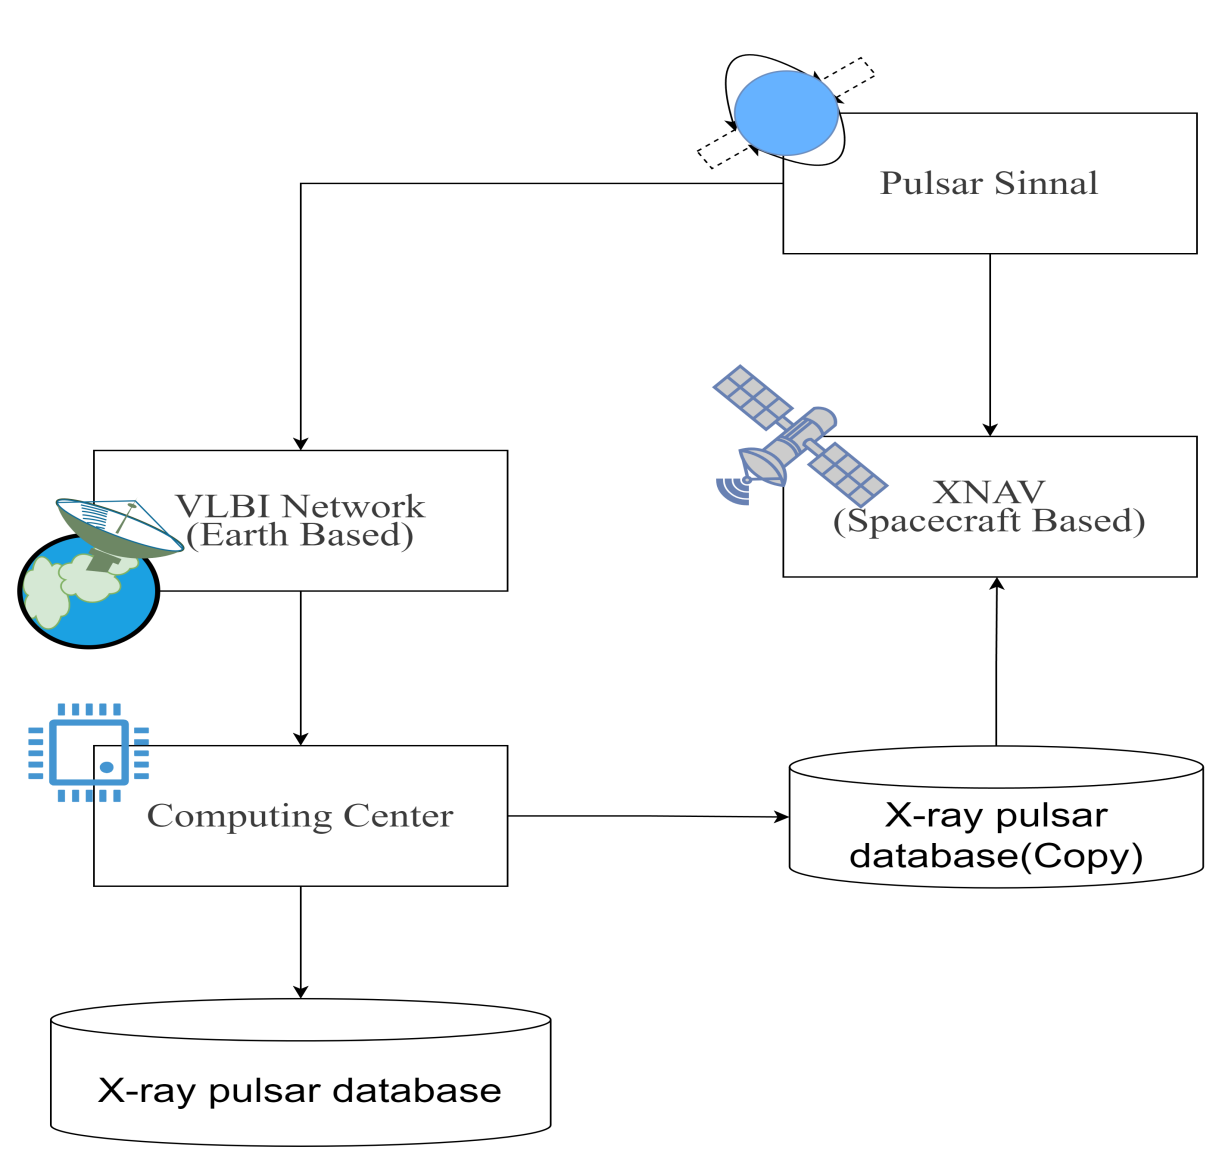 Pulsar Sinnal
VLBI Network
(Earth Based)
XNAV
(Spacecraft Based)
Computing Center
X-ray pulsar
database(Copy)
X-ray pulsar database